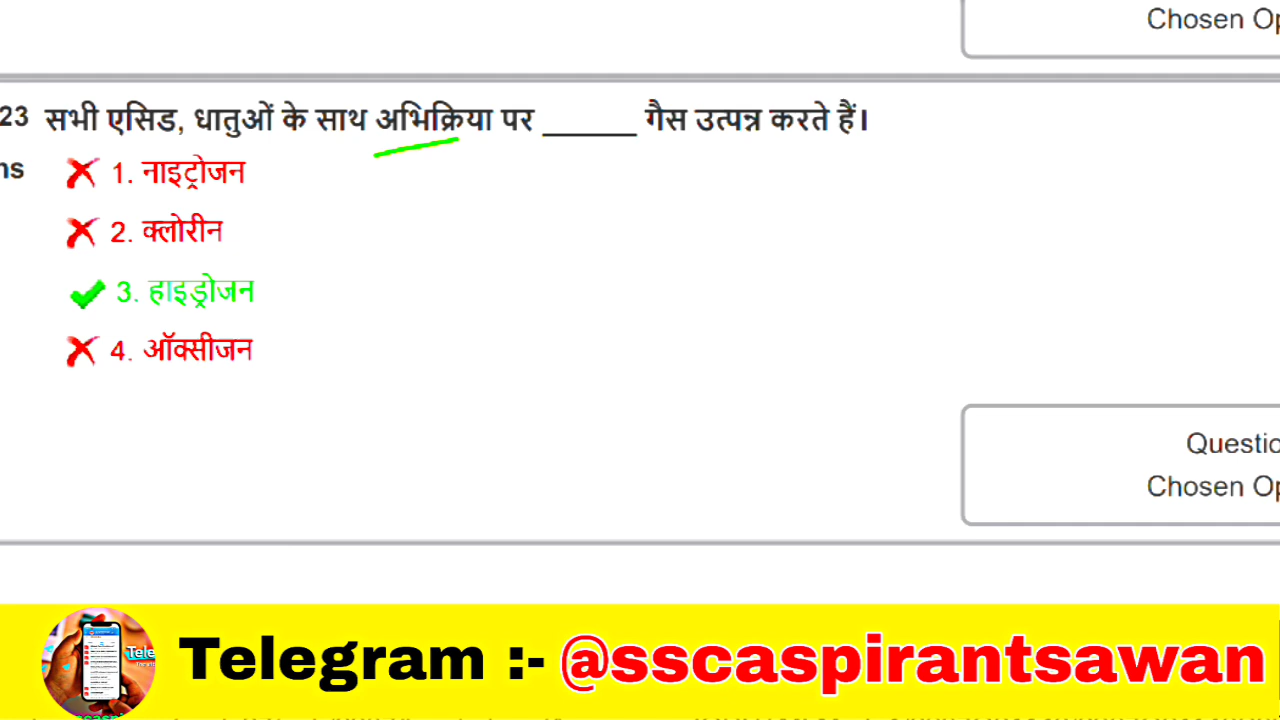 Chosen Op
23 सभी एसिड, धातुओं के साथ अभिक्रिया पर ______ गैस उत्पन्न करते हैं।
ns
1. नाइट्रोजन
2. क्लोरीन
3. हाइड्रोजन
4. ऑक्सीजन
Questio
Chosen Op
Telegram :- @sscaspirantsawan